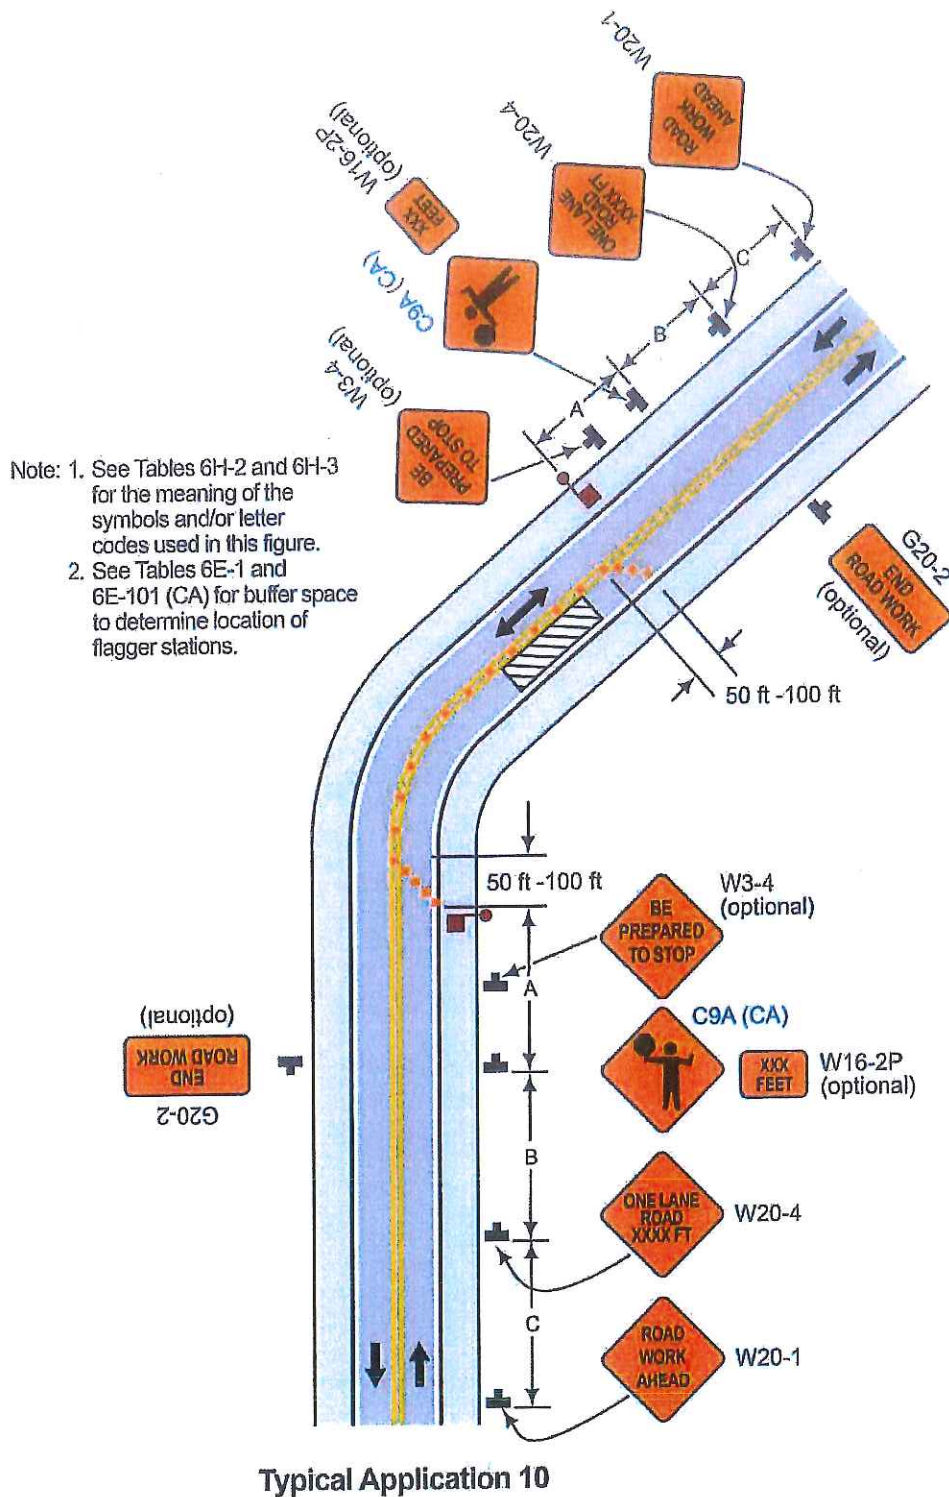 W20-1
ROAD
WORK
AHEAD
W20-4
ONE LANE
ROAD
XXXX FT
W16-2P
(optional)
XXX
FEET
C9A (CA)
W3-4
(optional)
BE
PREPARED
TO STOP
C
B
A
Note: 1. See Tables 6H-2 and 6H-3
for the meaning of the
symbols and/or letter
codes used in this figure.
2. See Tables 6E-1 and
6E-101 (CA) for buffer space
to determine location of
flagger stations.
G20-2
END
ROAD WORK
(optional)
50 ft -100 ft
50 ft -100 ft
A
BE
PREPARED
TO STOP
W3-4
(optional)
C9A (CA)
XXX
FEET
W16-2P
(optional)
G20-2
END
ROAD WORK
(optional)
B
ONE LANE
ROAD
XXXX FT
W20-4
C
ROAD
WORK
AHEAD
W20-1
Typical Application 10